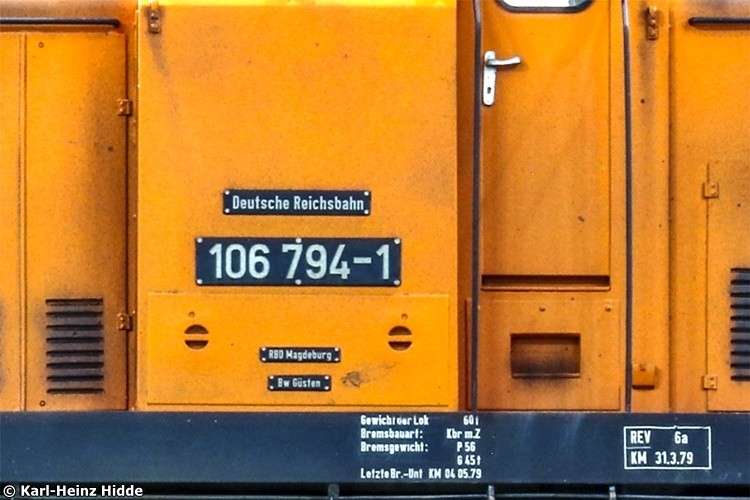 Deutsche Reichsbahn
106 794-1
RBD Magdeburg
Bw Güsten
Gewicht der Lok 60 t
Bremsbauart: Kbr m.Z
Bremsgewicht: P 56
G 45 t
Letzte Br.-Unt KM 04.05.79
REV 6a
KM 31.3.79
© Karl-Heinz Hidde